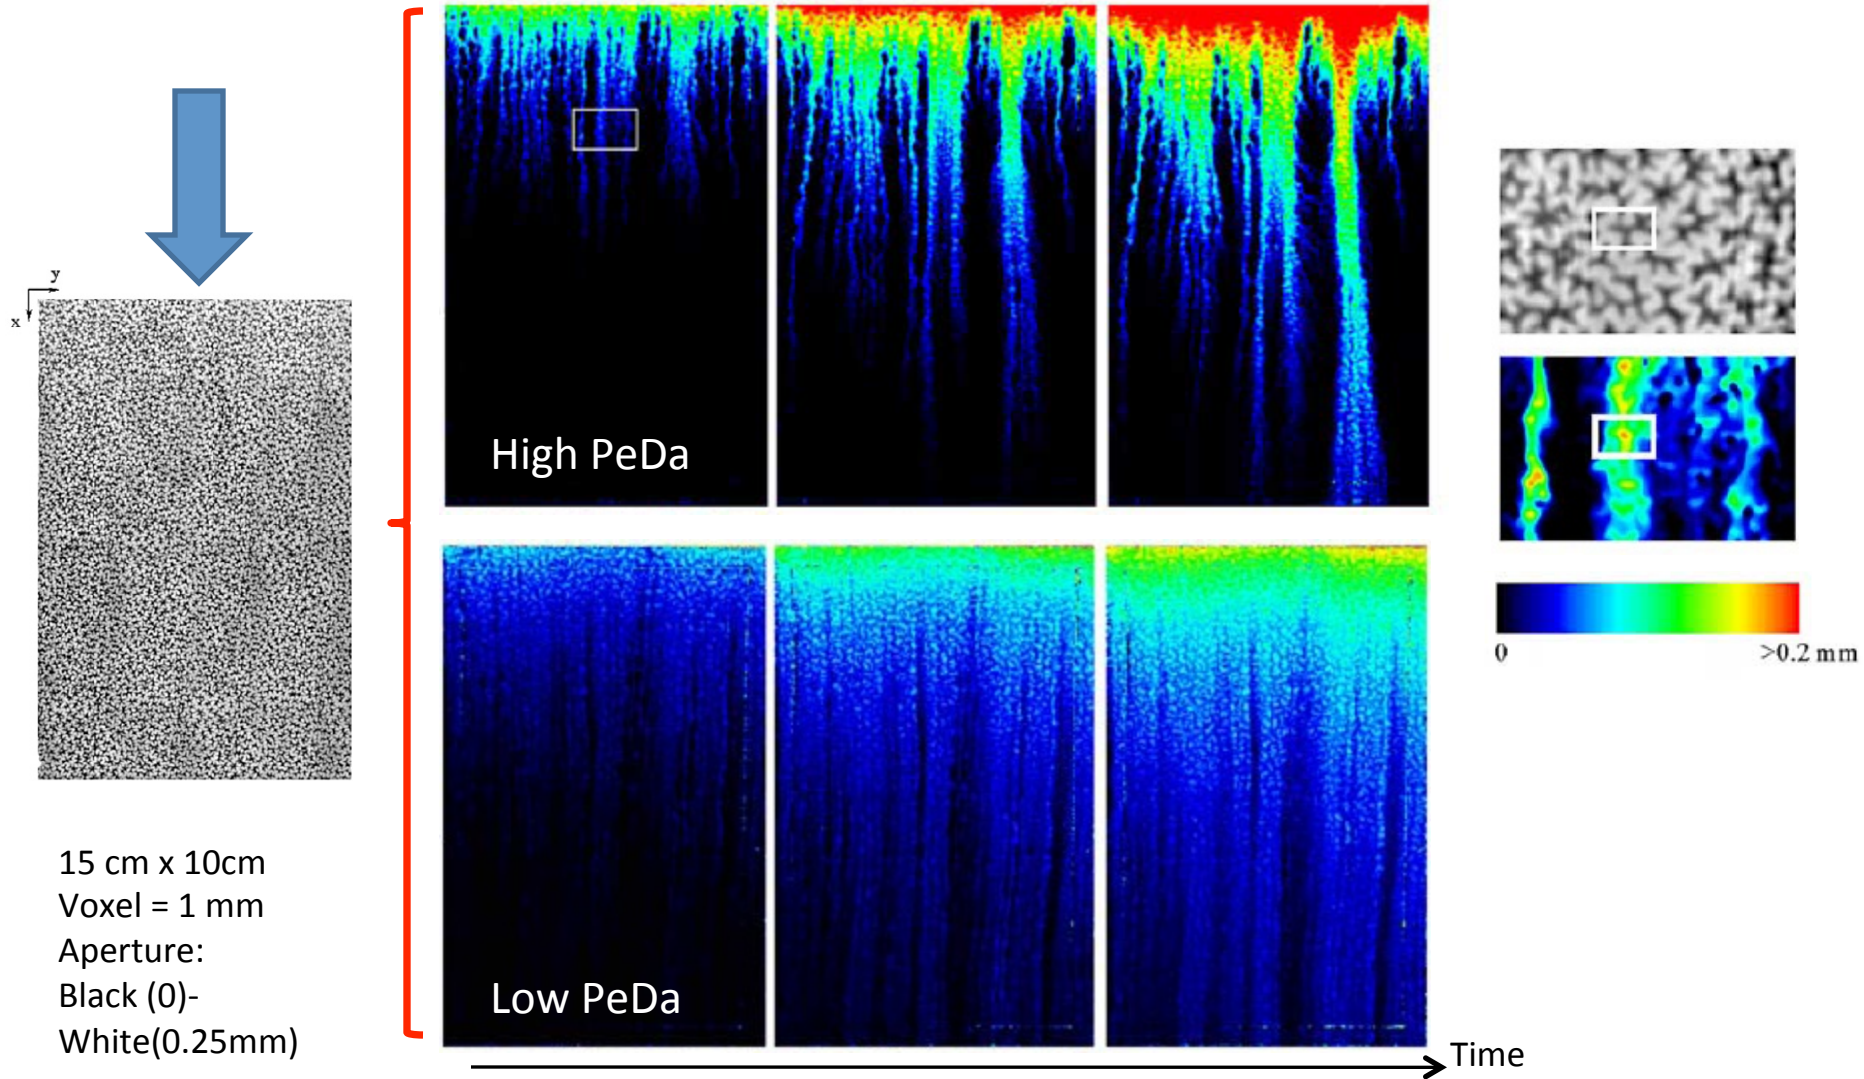 y
x
15 cm x 10cm
Voxel = 1 mm
Aperture:
Black (0)-
White(0.25mm)
High PeDa
Low PeDa
0
>0.2 mm
Time